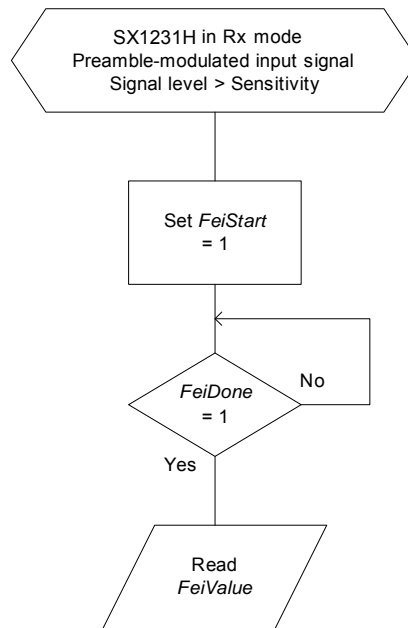 SX1231H in Rx mode
Preamble-modulated input signal
Signal level > Sensitivity
Set FeiStart
= 1
FeiDone
= 1
No
Yes
Read
FeiValue